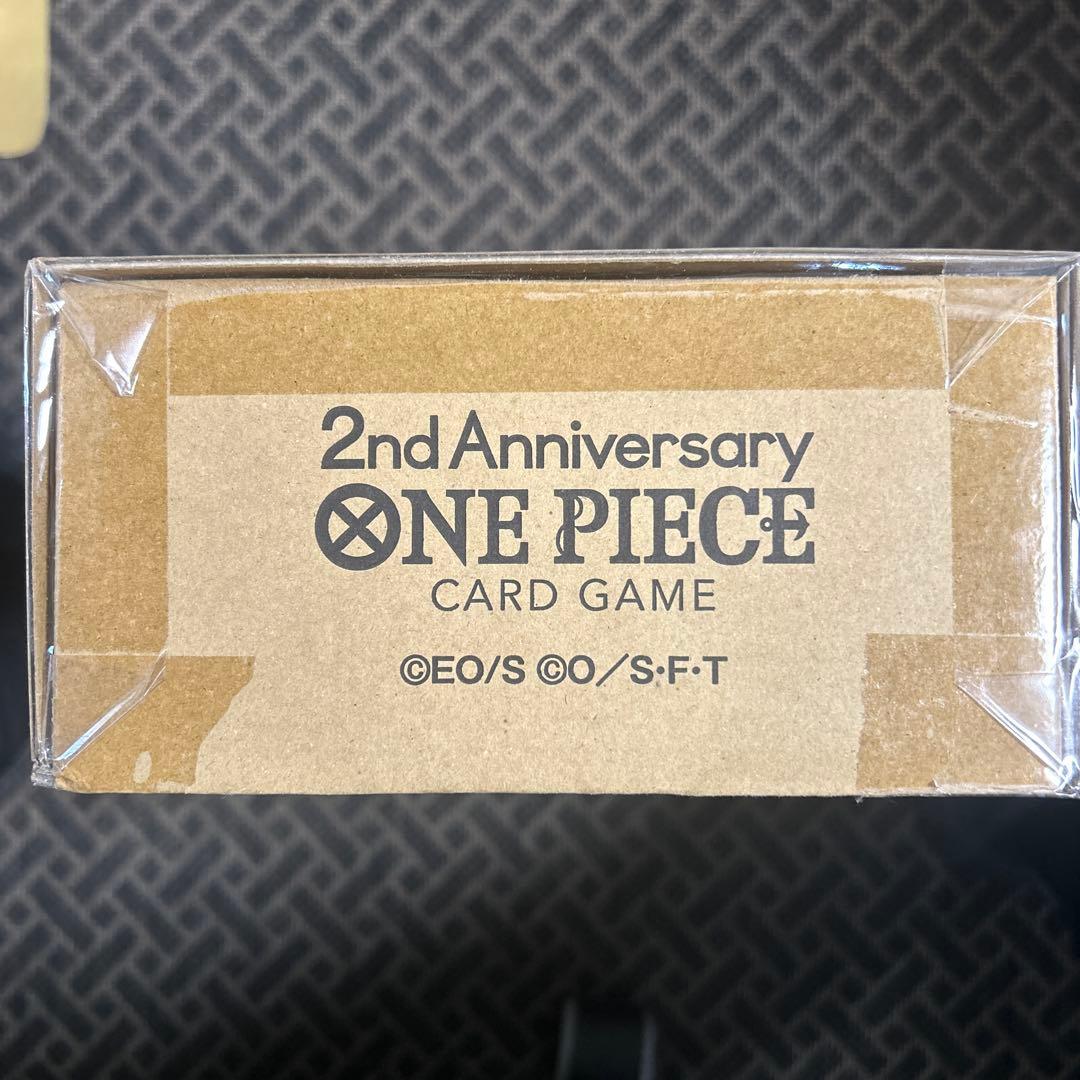 2nd Anniversary
ONE PIECE
CARD GAME
©EO/S ©O／S･F･T